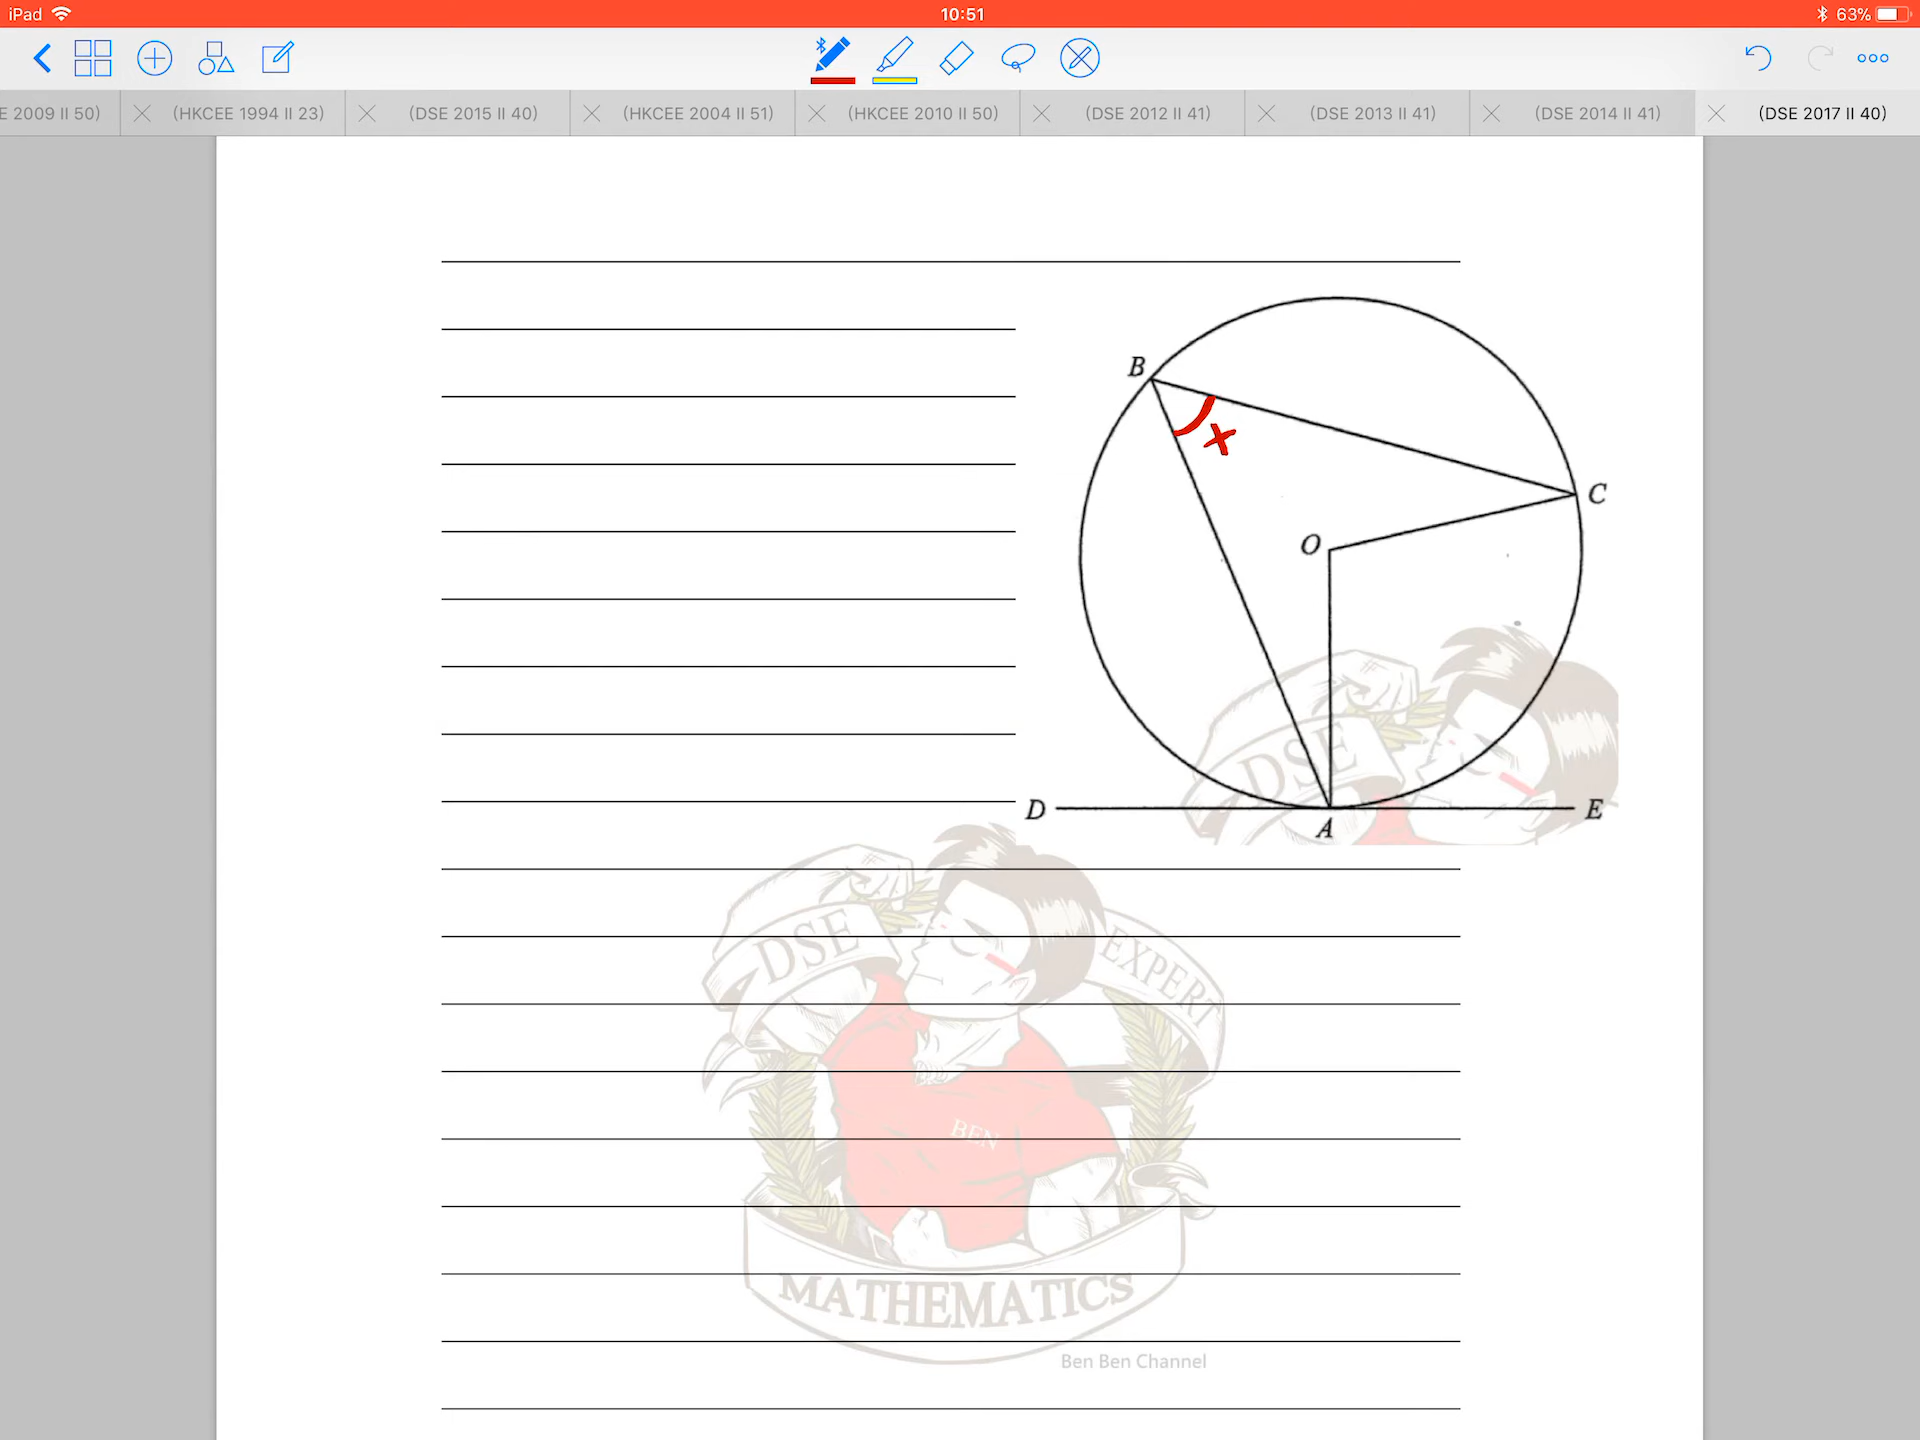 iPad 10:51 63%
E 2009 II 50) (HKCEE 1994 II 23) (DSE 2015 II 40) (HKCEE 2004 II 51) (HKCEE 2010 II 50) (DSE 2012 II 41) (DSE 2013 II 41) (DSE 2014 II 41) (DSE 2017 II 40)
B
x
C
O
DSE
D
A
E
DSE
EXPERT
BEN
MATHEMATICS
Ben Ben Channel